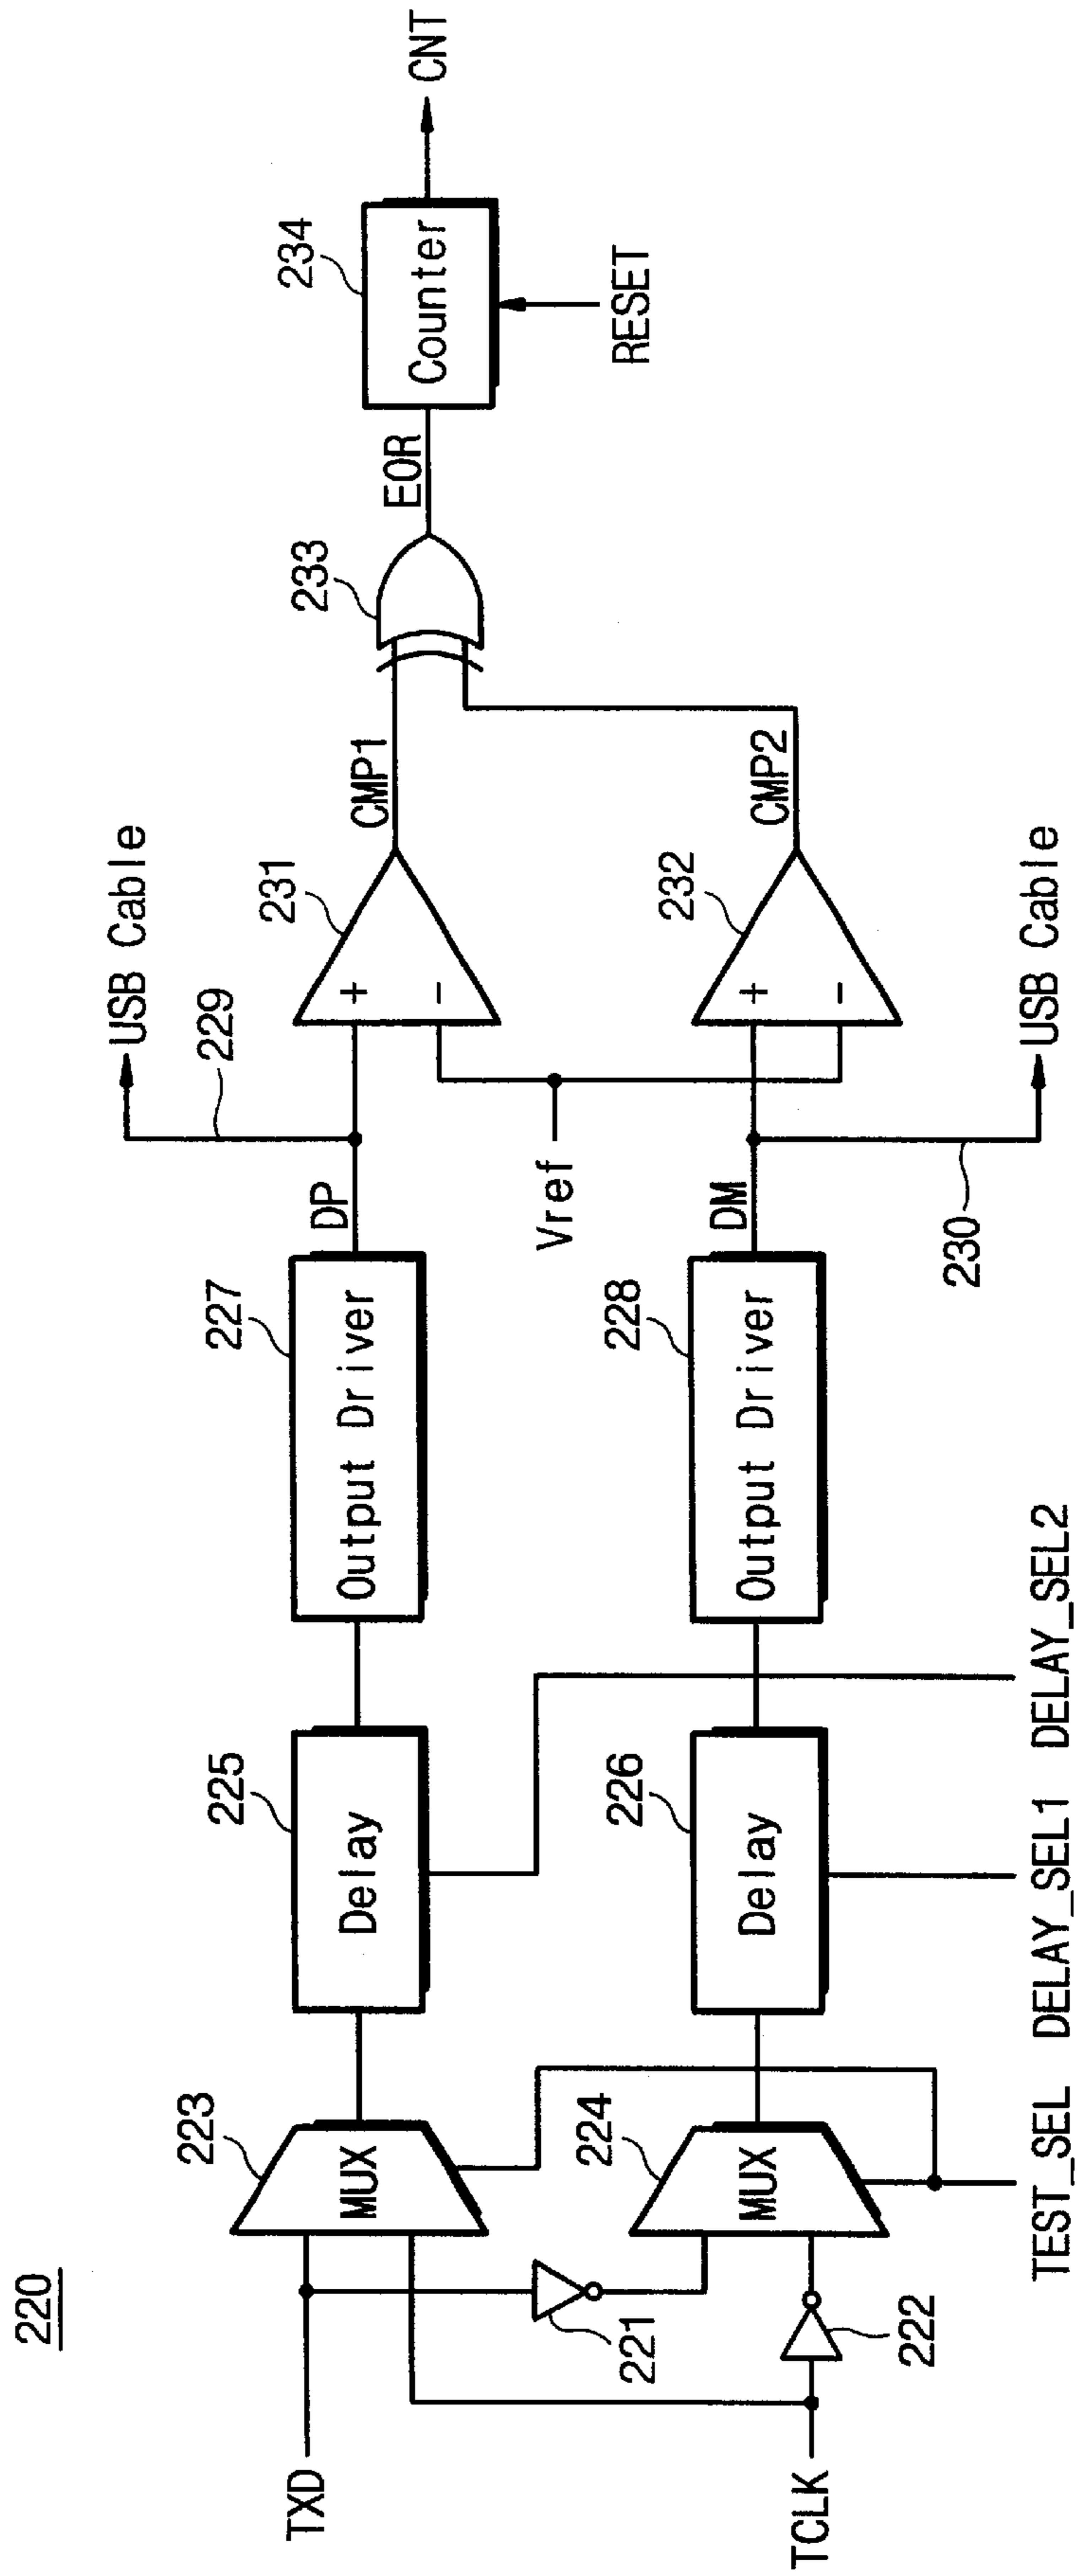 220
TXD
TCLK
221
222
223
MUX
224
MUX
TEST_SEL
225
Delay
226
Delay
DELAY_SEL1
DELAY_SEL2
227
Output Driver
228
Output Driver
DP
DM
229
USB Cable
230
USB Cable
Vref
231
+
-
232
+
-
CMP1
CMP2
233
EOR
234
Counter
RESET
CNT